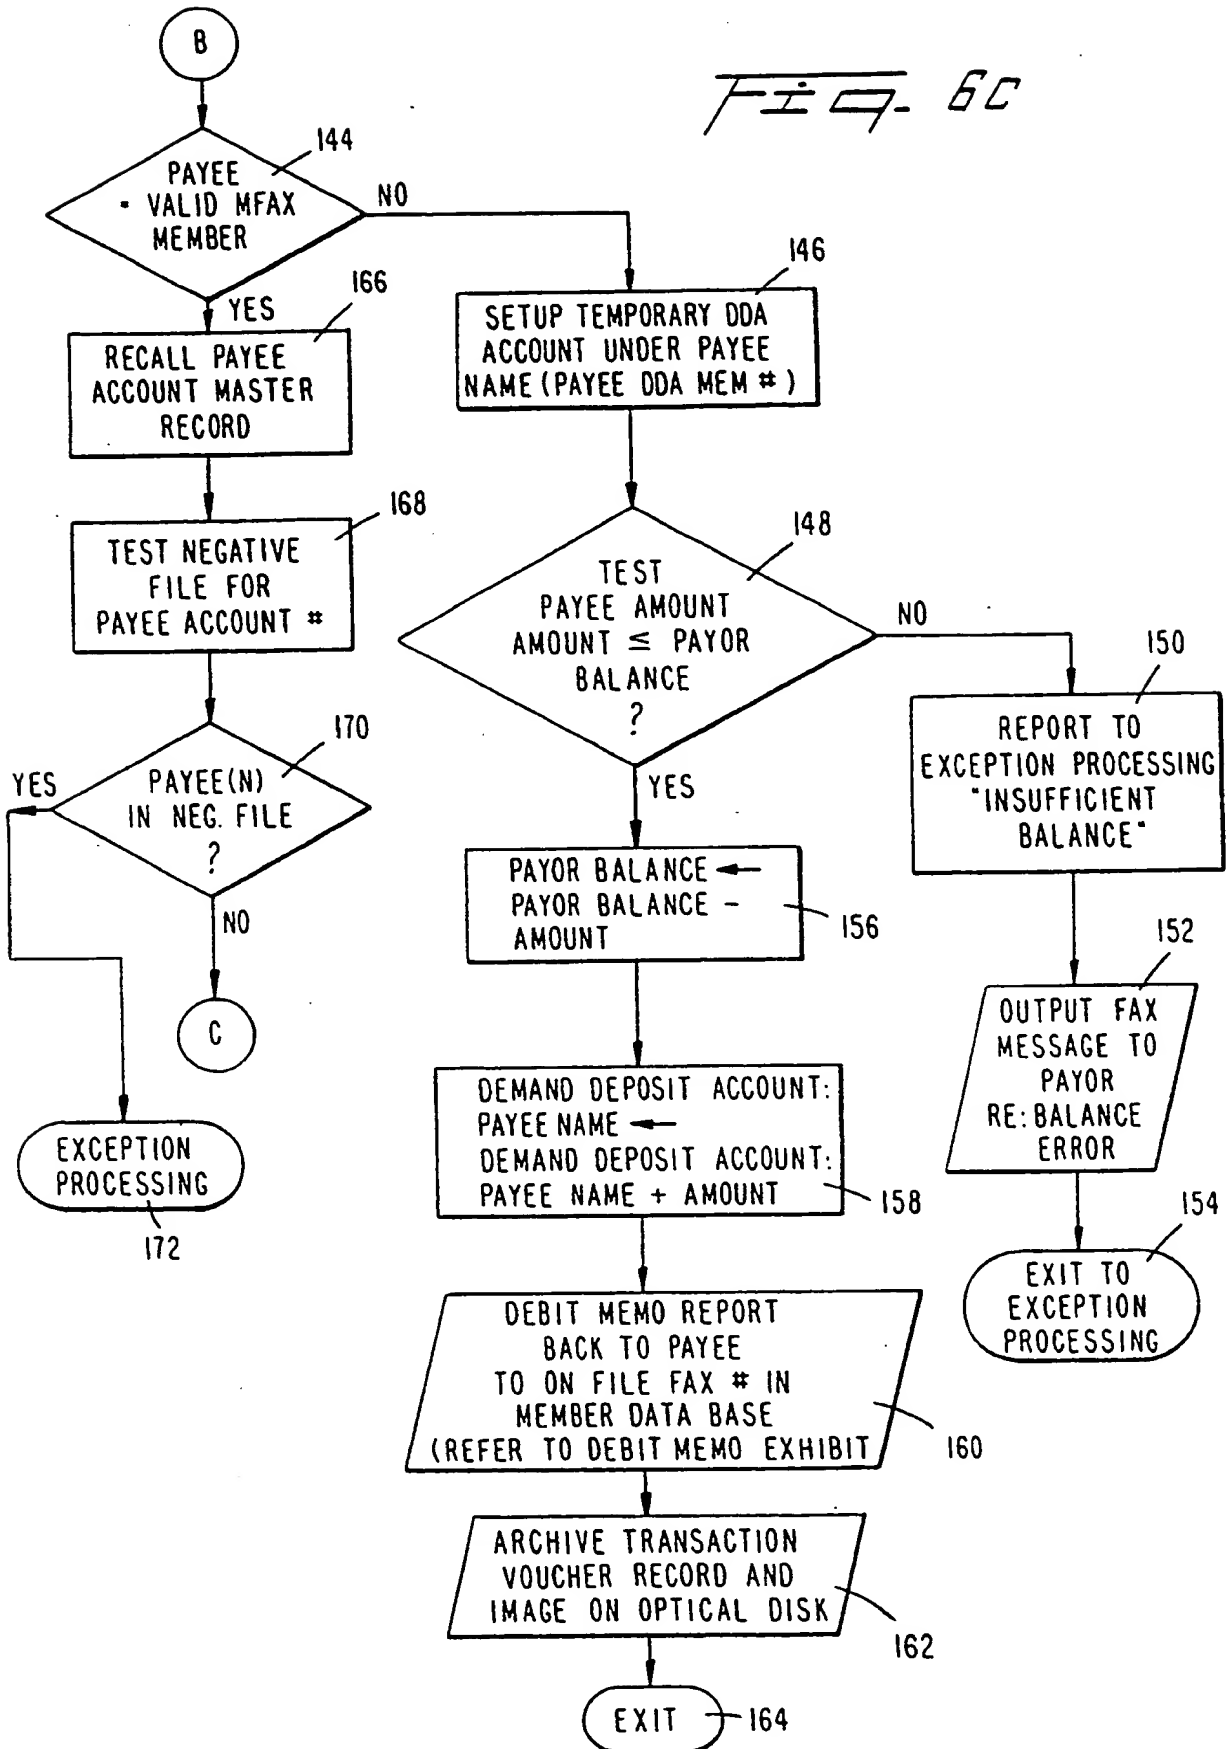 B
Fig. 6C
144
PAYEE
= VALID MFAX
MEMBER
NO
YES
166
RECALL PAYEE
ACCOUNT MASTER
RECORD
168
TEST NEGATIVE
FILE FOR
PAYEE ACCOUNT #
170
PAYEE(N)
IN NEG. FILE
?
YES
NO
C
EXCEPTION
PROCESSING
172
146
SETUP TEMPORARY DDA
ACCOUNT UNDER PAYEE
NAME (PAYEE DDA MEM #)
148
TEST
PAYEE AMOUNT
AMOUNT ≤ PAYOR
BALANCE
?
NO
YES
150
REPORT TO
EXCEPTION PROCESSING
"INSUFFICIENT
BALANCE"
152
OUTPUT FAX
MESSAGE TO
PAYOR
RE: BALANCE
ERROR
154
EXIT TO
EXCEPTION
PROCESSING
PAYOR BALANCE ←
PAYOR BALANCE -
AMOUNT
156
DEMAND DEPOSIT ACCOUNT:
PAYEE NAME ←
DEMAND DEPOSIT ACCOUNT:
PAYEE NAME + AMOUNT
158
DEBIT MEMO REPORT
BACK TO PAYEE
TO ON FILE FAX # IN
MEMBER DATA BASE
(REFER TO DEBIT MEMO EXHIBIT
160
ARCHIVE TRANSACTION
VOUCHER RECORD AND
IMAGE ON OPTICAL DISK
162
EXIT
164